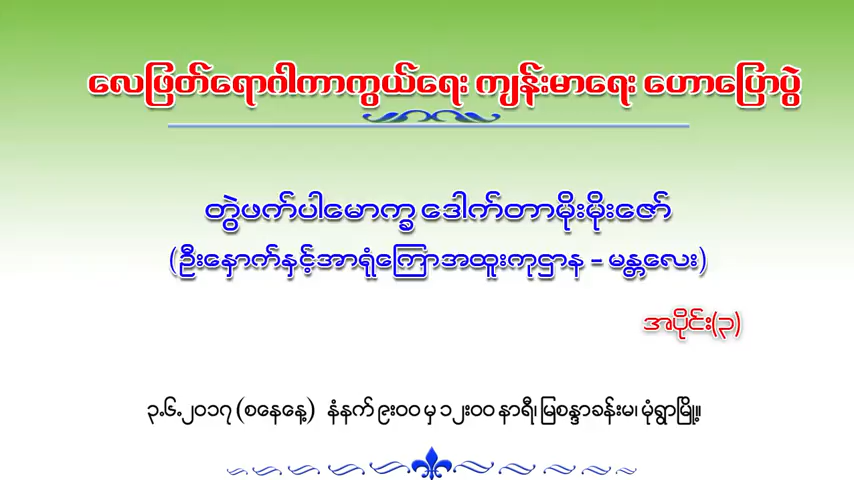 လေဖြတ်ရောဂါကာကွယ်ရေး ကျန်းမာရေး ဟောပြောပွဲ
တွဲဖက်ပါမောက္ခ ဒေါက်တာမိုးမိုးဇော်
(ဦးနှောက်နှင့်အာရုံကြောအထူးကုဌာန – မန္တလေး)
အပိုင်း(၃)
၃.၆.၂၀၁၇ (စနေနေ့) နံနက် ၉း၀၀ မှ ၁၂း၀၀ နာရီ၊ မြစန္ဒာခန်းမ၊ မုံရွာမြို့။